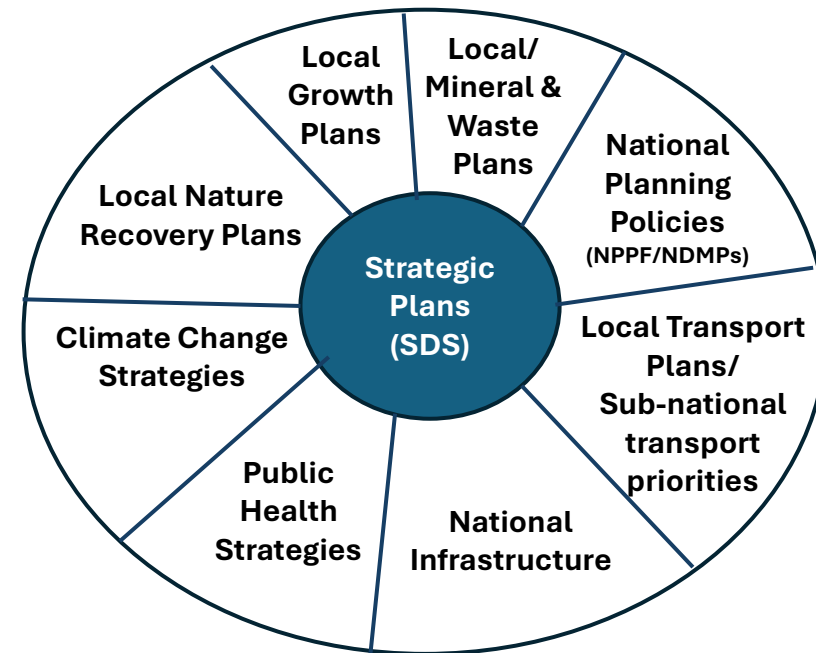 Local
Growth
Plans
Local/
Mineral &
Waste
Plans
National
Planning
Policies
(NPPF/NDMPs)
Local Nature
Recovery Plans
Strategic
Plans
(SDS)
Local Transport
Plans/
Sub-national
transport
priorities
Climate Change
Strategies
Public
Health
Strategies
National
Infrastructure